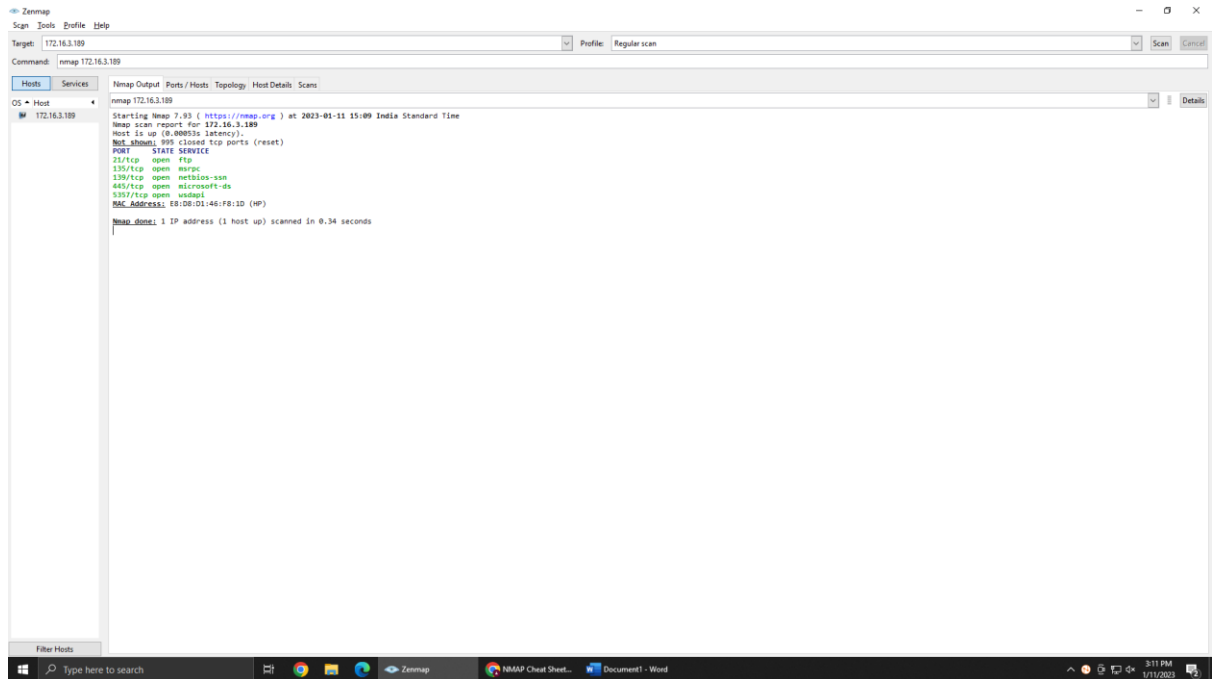 Zenmap
Scan Tools Profile Help
Target: 172.16.3.189 Profile: Regular scan Scan Cancel
Command: nmap 172.16.3.189
Hosts Services Nmap Output Ports / Hosts Topology Host Details Scans
OS Host nmap 172.16.3.189 Details
172.16.3.189
Starting Nmap 7.93 ( https://nmap.org ) at 2023-01-11 15:09 India Standard Time
Nmap scan report for 172.16.3.189
Host is up (0.00053s latency).
Not shown: 995 closed tcp ports (reset)
PORT STATE SERVICE
21/tcp open ftp
135/tcp open msrpc
139/tcp open netbios-ssn
445/tcp open microsoft-ds
5357/tcp open wsdapi
MAC Address: E8:D8:D1:46:F8:1D (HP)
Nmap done: 1 IP address (1 host up) scanned in 0.34 seconds
Filter Hosts
Type here to search Zenmap NMAP Cheat Sheet... Document1 - Word 3:11 PM
1/11/2023
2